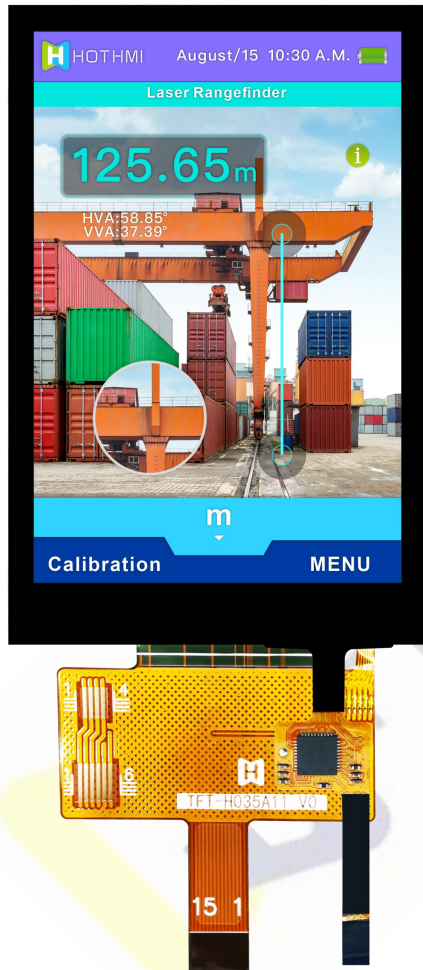 HOTHMI August/15 10:30 A.M.
Laser Rangefinder
125.65m
i
HVA:58.85°
VVA:37.39°
m
Calibration MENU
1 4
1 6
TFT-H035A11 V0
15 1